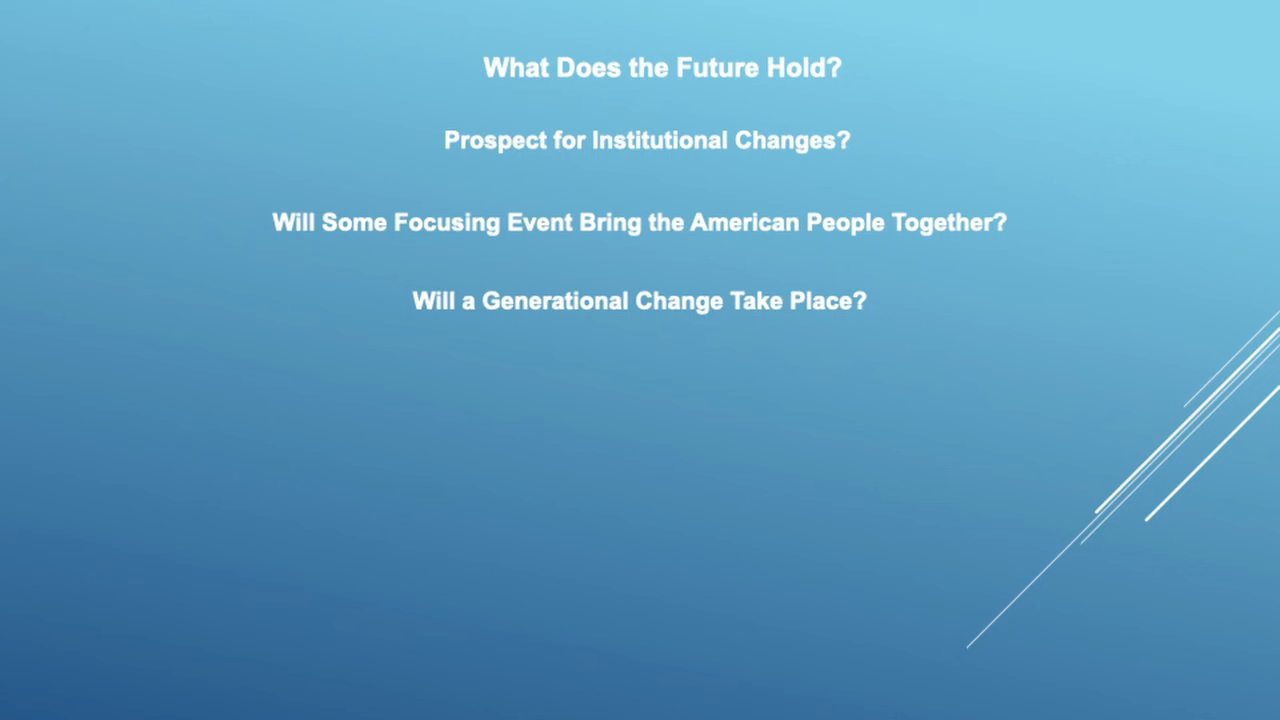 What Does the Future Hold?
Prospect for Institutional Changes?
Will Some Focusing Event Bring the American People Together?
Will a Generational Change Take Place?